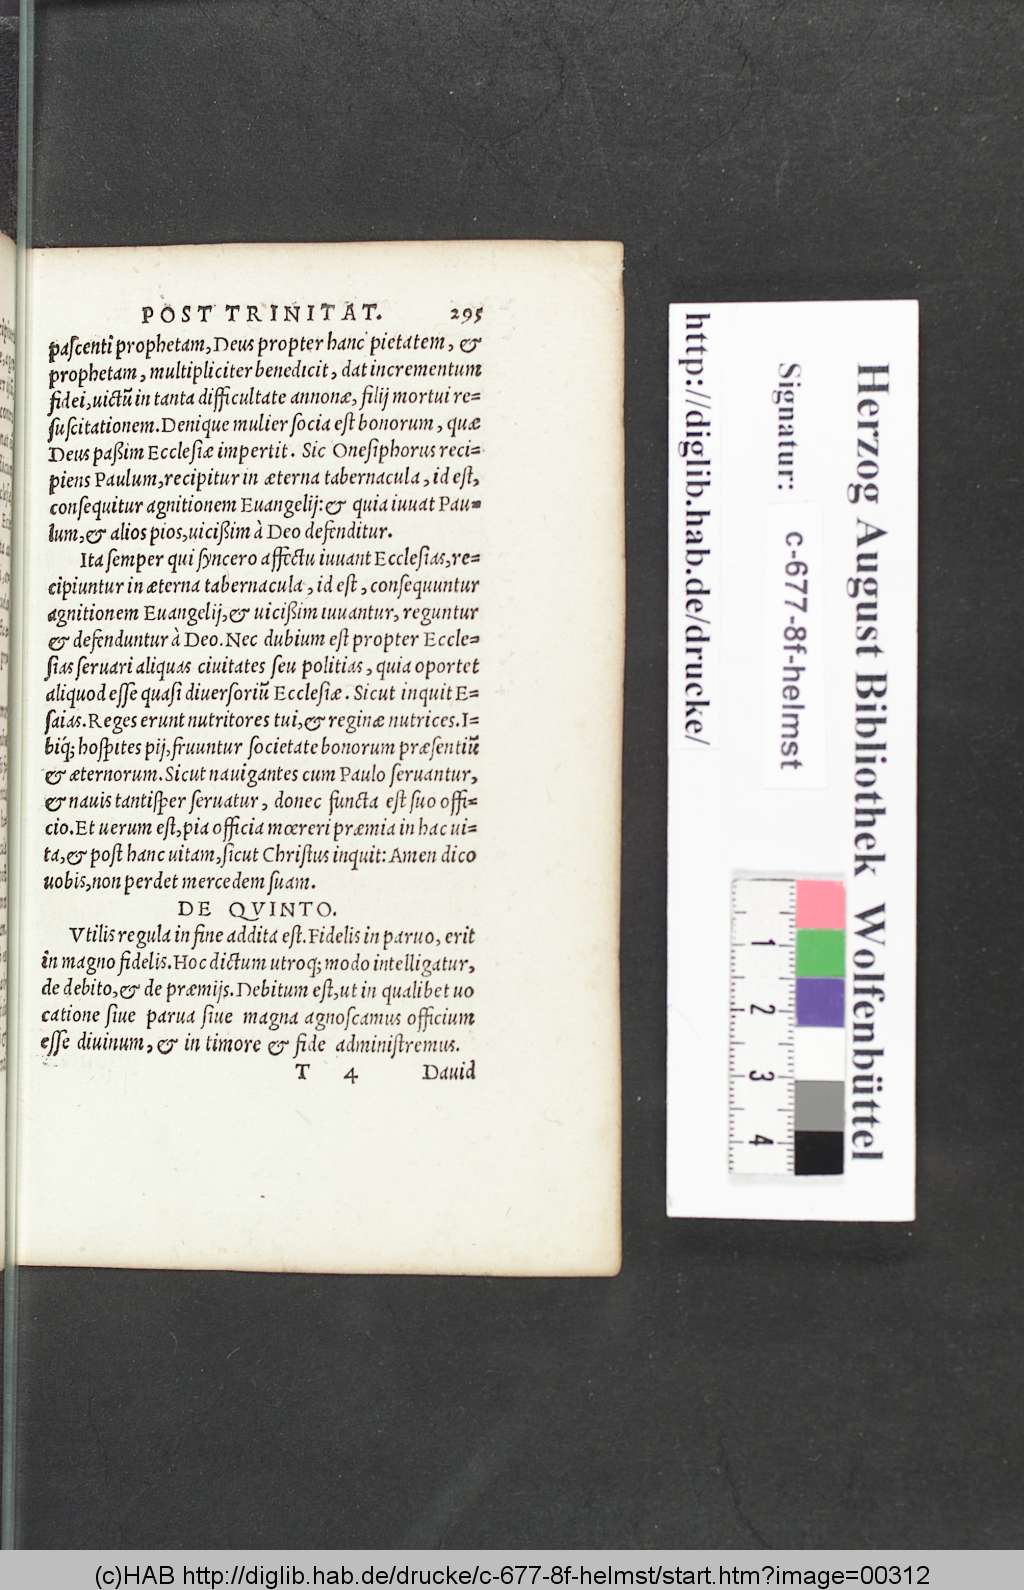 POST TRINITAT. 295
pascenti prophetam, Deus propter hanc pietatem, &
prophetam, multipliciter benedicit, dat incrementum
fidei, uictũ in tanta difficultate annonæ, filij mortui re=
suscitationem. Denique mulier socia est bonorum, quæ
Deus paßim Ecclesiæ impertit. Sic Onesiphorus reci=
piens Paulum, recipitur in æterna tabernacula, id est,
consequitur agnitionem Euangelij: & quia iuuat Pau=
lum, & alios pios, uicißim à Deo defenditur.
Ita semper qui syncero affectu iuuant Ecclesias, re=
cipiuntur in æterna tabernacula, id est, consequuntur
agnitionem Euangelij, & uicißim iuuantur, reguntur
& defenduntur à Deo. Nec dubium est propter Eccle=
sias seruari aliquas ciuitates seu politias, quia oportet
aliquod esse quasi diuersoriũ Ecclesiæ. Sicut inquit E=
saias. Reges erunt nutritores tui, & reginæ nutrices. I=
biq́; hospites pij, fruuntur societate bonorum præsentiũ
& æternorum. Sicut nauigantes cum Paulo seruantur,
& nauis tantisper seruatur, donec functa est suo offi=
cio. Et uerum est, pia officia mœreri præmia in hac ui=
ta, & post hanc uitam, sicut Christus inquit: Amen dico
uobis, non perdet mercedem suam.
DE QVINTO.
Vtilis regula in fine addita est. Fidelis in paruo, erit
in magno fidelis. Hoc dictum utroq; modo intelligatur,
de debito, & de præmijs. Debitum est, ut in qualibet uo
catione siue parua siue magna agnoscamus officium
esse diuinum, & in timore & fide administremus.
T 4 Dauid
Herzog August Bibliothek Wolfenbüttel
Signatur: c-677-8f-helmst
http://diglib.hab.de/drucke/
1 2 3 4
(c)HAB http://diglib.hab.de/drucke/c-677-8f-helmst/start.htm?image=00312